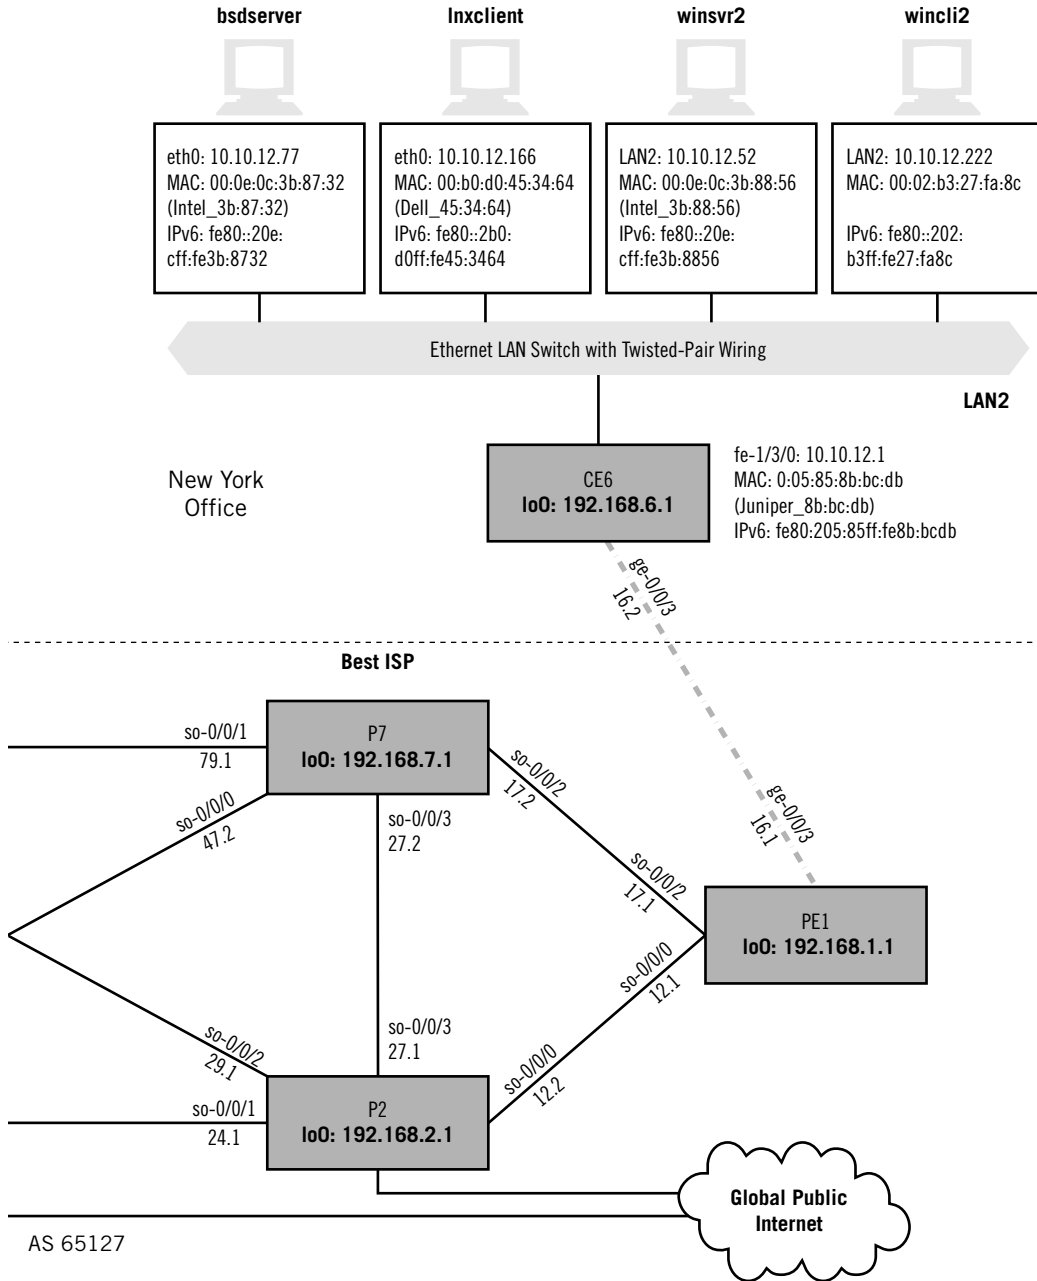 bsdserver
lnxclient
winsvr2
wincli2
eth0: 10.10.12.77
MAC: 00:0e:0c:3b:87:32
(Intel_3b:87:32)
IPv6: fe80::20e:
cff:fe3b:8732
eth0: 10.10.12.166
MAC: 00:b0:d0:45:34:64
(Dell_45:34:64)
IPv6: fe80::2b0:
d0ff:fe45:3464
LAN2: 10.10.12.52
MAC: 00:0e:0c:3b:88:56
(Intel_3b:88:56)
IPv6: fe80::20e:
cff:fe3b:8856
LAN2: 10.10.12.222
MAC: 00:02:b3:27:fa:8c
IPv6: fe80::202:
b3ff:fe27:fa8c
Ethernet LAN Switch with Twisted-Pair Wiring
LAN2
New York
Office
CE6
lo0: 192.168.6.1
fe-1/3/0: 10.10.12.1
MAC: 0:05:85:8b:bc:db
(Juniper_8b:bc:db)
IPv6: fe80:205:85ff:fe8b:bcdb
ge-0/0/3
16.2
Best ISP
so-0/0/1
79.1
P7
lo0: 192.168.7.1
so-0/0/2
17.2
ge-0/0/3
16.1
so-0/0/0
47.2
so-0/0/3
27.2
so-0/0/2
17.1
PE1
lo0: 192.168.1.1
so-0/0/0
12.1
so-0/0/2
29.1
so-0/0/3
27.1
so-0/0/0
12.2
so-0/0/1
24.1
P2
lo0: 192.168.2.1
Global Public
Internet
AS 65127